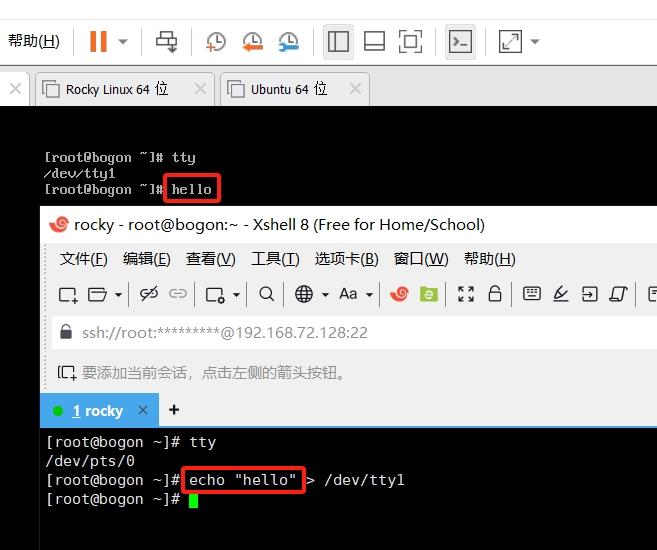 帮助(H)
Rocky Linux 64 位
Ubuntu 64 位
[root@bogon ~]# tty
/dev/tty1
[root@bogon ~]# hello
rocky - root@bogon:~ - Xshell 8 (Free for Home/School)
文件(F) 编辑(E) 查看(V) 工具(T) 选项卡(B) 窗口(W) 帮助(H)
Aa
ssh://root:*********@192.168.72.128:22
要添加当前会话，点击左侧的箭头按钮。
1 rocky
[root@bogon ~]# tty
/dev/pts/0
[root@bogon ~]# echo "hello" > /dev/tty1
[root@bogon ~]#